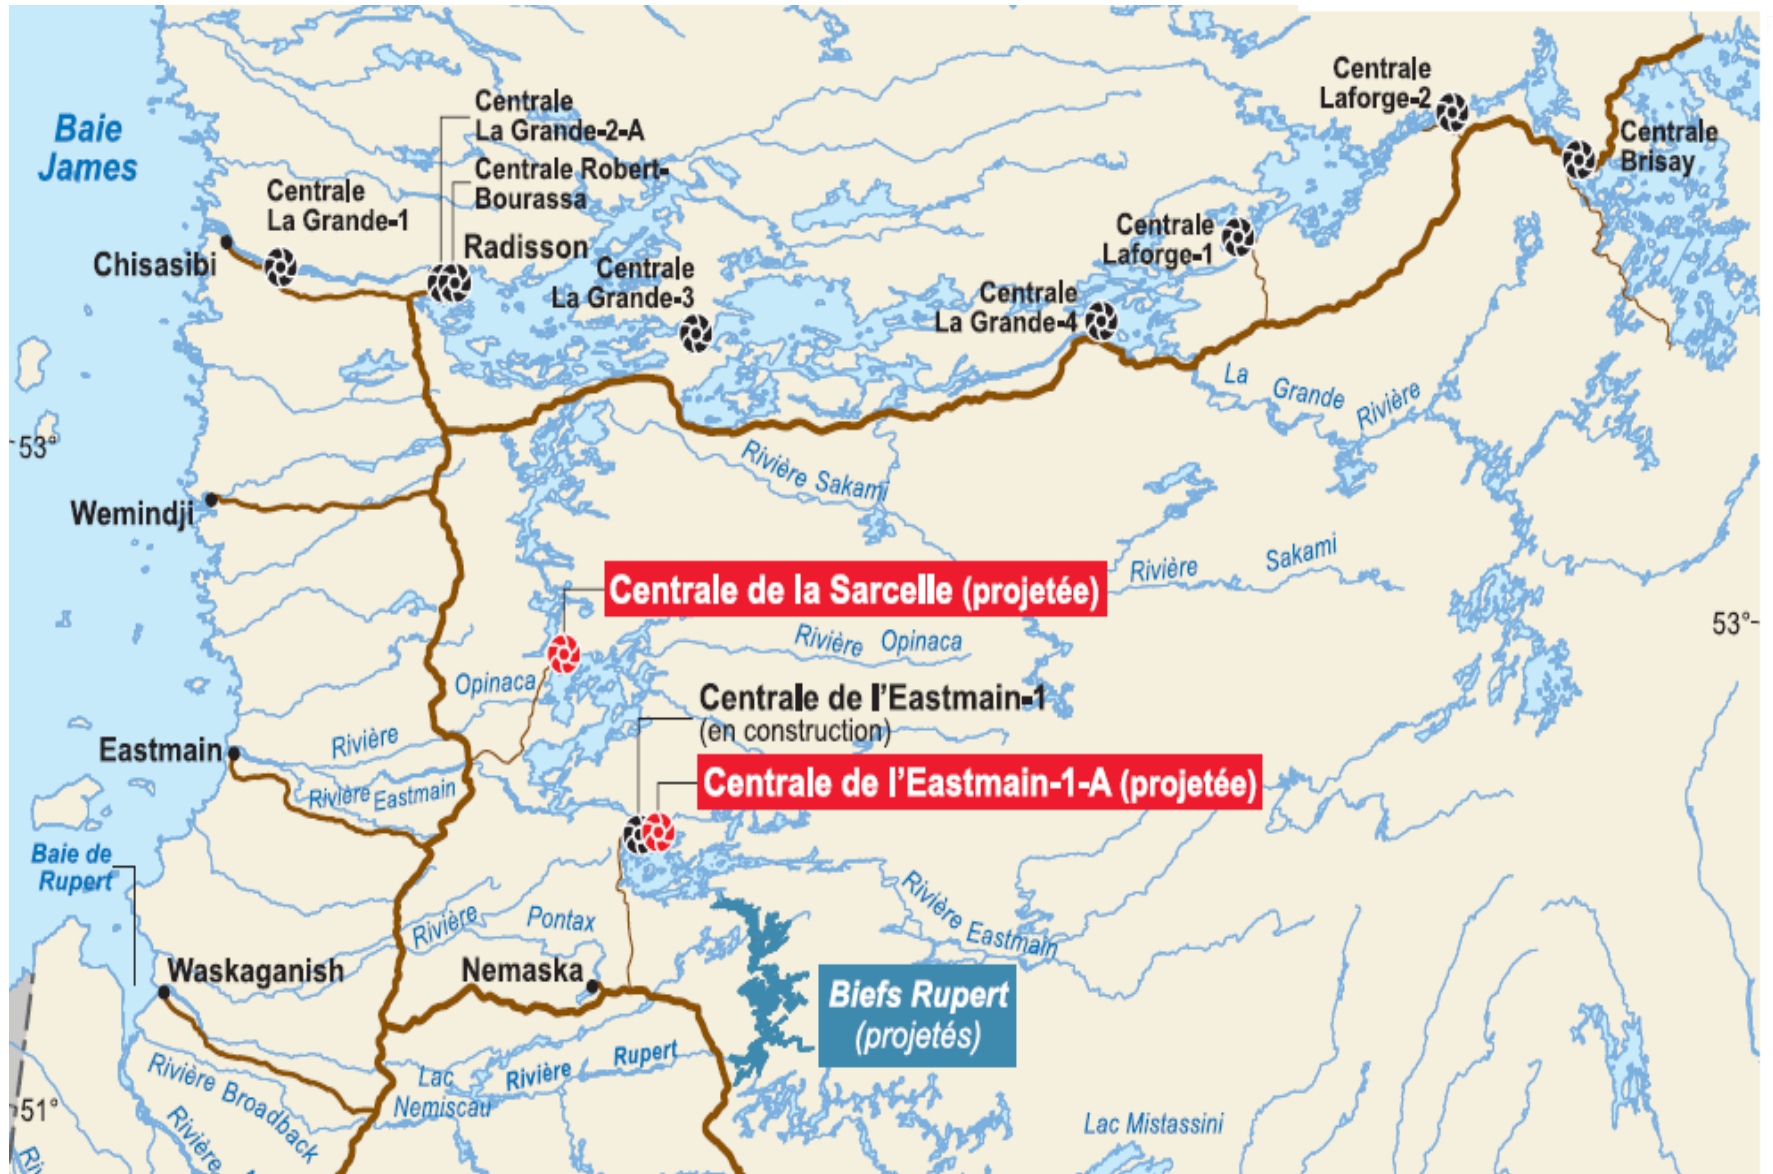 Baie
James
Centrale
La Grande-2-A
Centrale Robert-
Bourassa
Centrale
La Grande-1
Radisson
Chisasibi
Centrale
La Grande-3
Centrale
La Grande-4
Centrale
Laforge-1
Centrale
Laforge-2
Centrale
Brisay
La Grande Rivière
53°
Rivière Sakami
Wemindji
Rivière Sakami
Centrale de la Sarcelle (projetée)
53°
Rivière Opinaca
Opinaca
Rivière
Centrale de l'Eastmain-1
(en construction)
Eastmain
Centrale de l'Eastmain-1-A (projetée)
Rivière Eastmain
Baie de
Rupert
Rivière Eastmain
Rivière Pontax
Waskaganish
Nemaska
Biefs Rupert
(projetés)
Rivière Rupert
Lac
Nemiscau
Rivière Broadback
51°
Rivière
Lac Mistassini